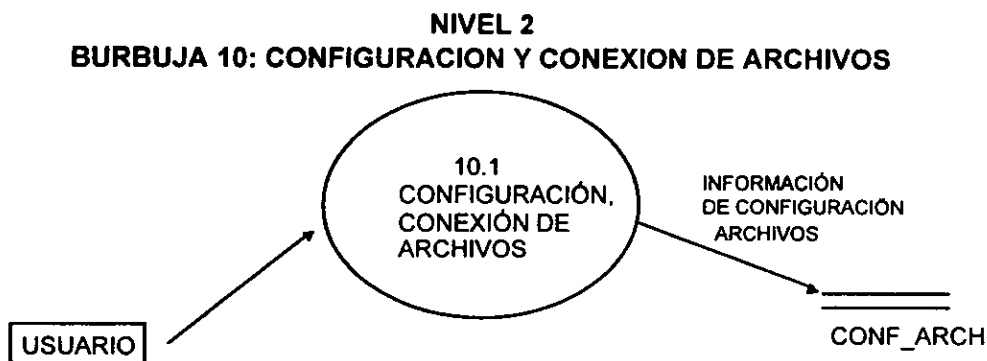 NIVEL 2
BURBUJA 10: CONFIGURACION Y CONEXION DE ARCHIVOS
10.1
CONFIGURACIÓN,
CONEXIÓN DE
ARCHIVOS
INFORMACIÓN
DE CONFIGURACIÓN
ARCHIVOS
USUARIO
CONF_ARCH